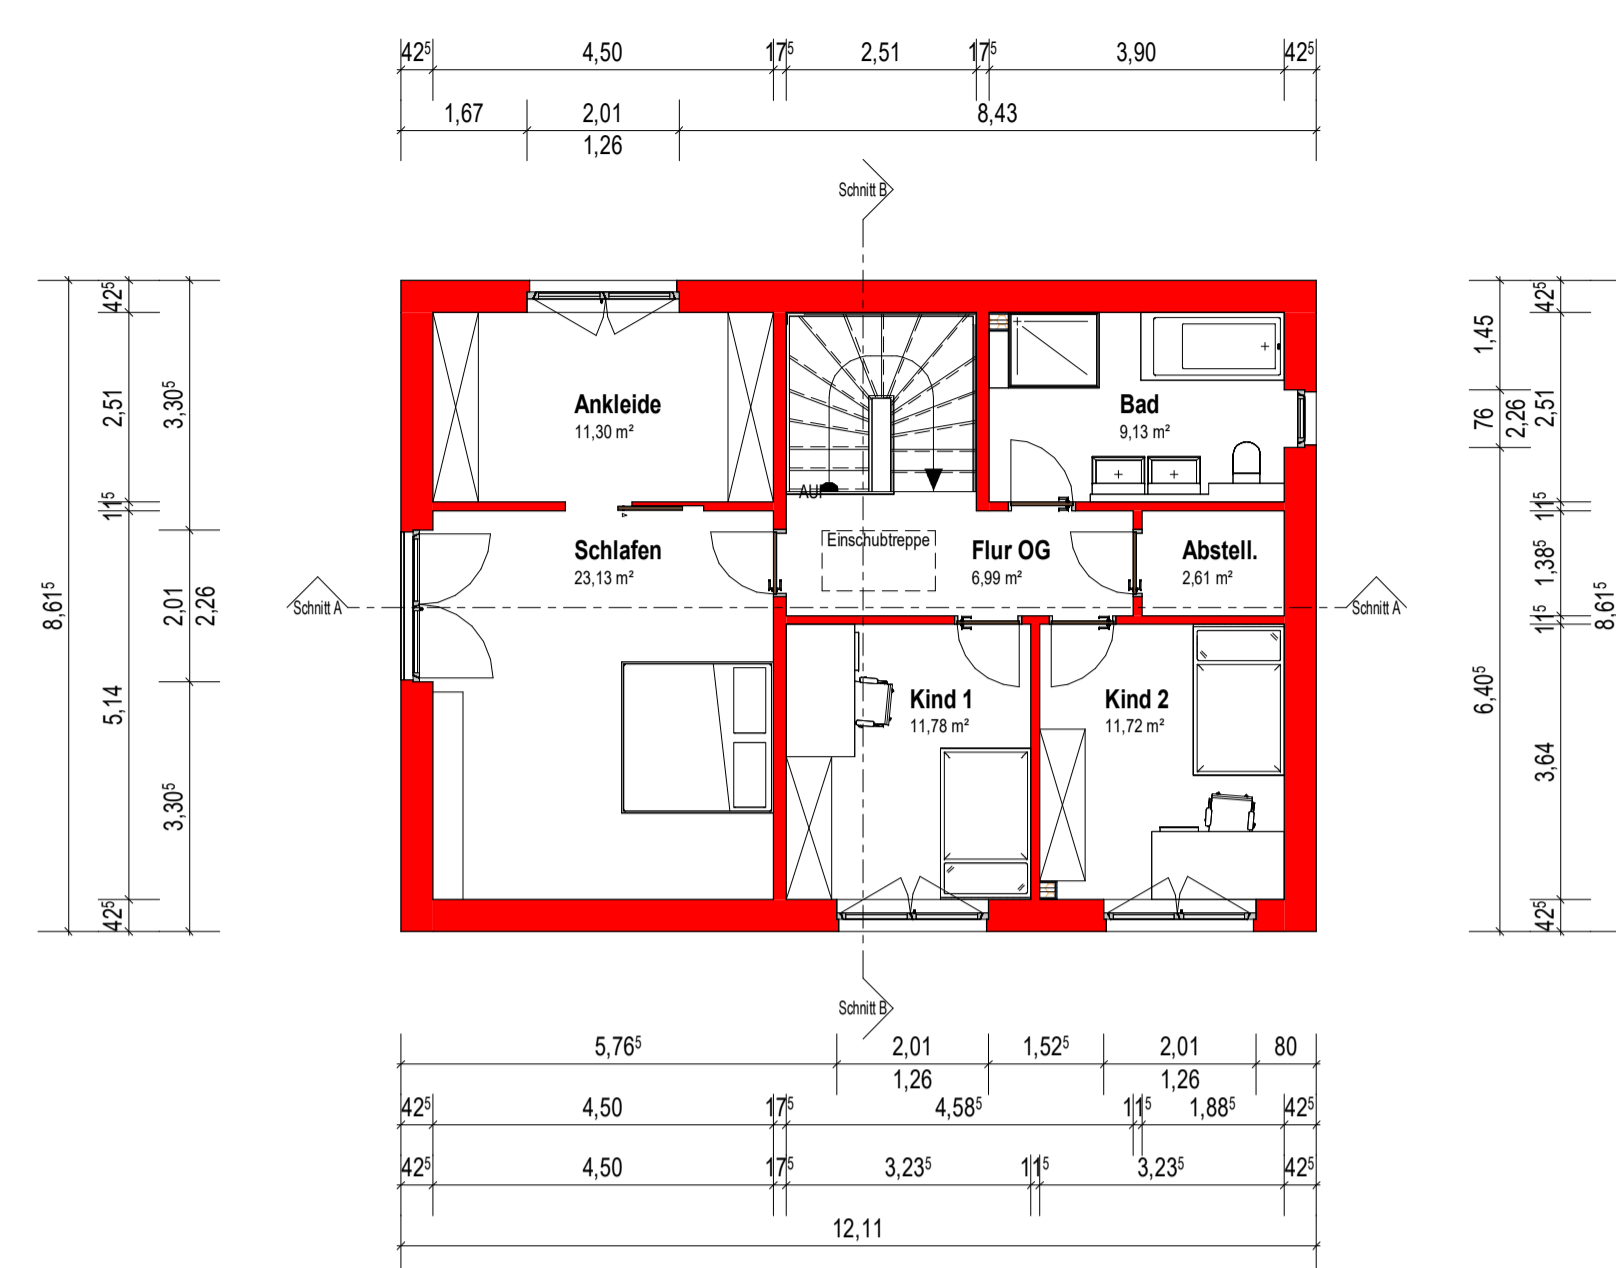 42⁵ 4,50 17⁵ 2,51 17⁵ 3,90 42⁵
1,67 2,01 8,43
1,26
Schnitt B
8,61⁵
42⁵ 2,51 11⁵ 5,14 42⁵
3,30⁵ 2,01 3,30⁵
2,26
Ankleide
11,30 m²
Bad
9,13 m²
AUF
Schlafen
23,13 m²
Einschubtreppe
Flur OG
6,99 m²
Abstell.
2,61 m²
Schnitt A
Schnitt A
Kind 1
11,78 m²
Kind 2
11,72 m²
1,45 76 6,40⁵
2,26
42⁵ 2,51 11⁵ 1,38⁵ 11⁵ 3,64 42⁵
8,61⁵
Schnitt B
5,76⁵ 2,01 1,52⁵ 2,01 80
1,26 1,26
42⁵ 4,50 17⁵ 4,58⁵ 11⁵ 1,88⁵ 42⁵
42⁵ 4,50 17⁵ 3,23⁵ 11⁵ 3,23⁵ 42⁵
12,11